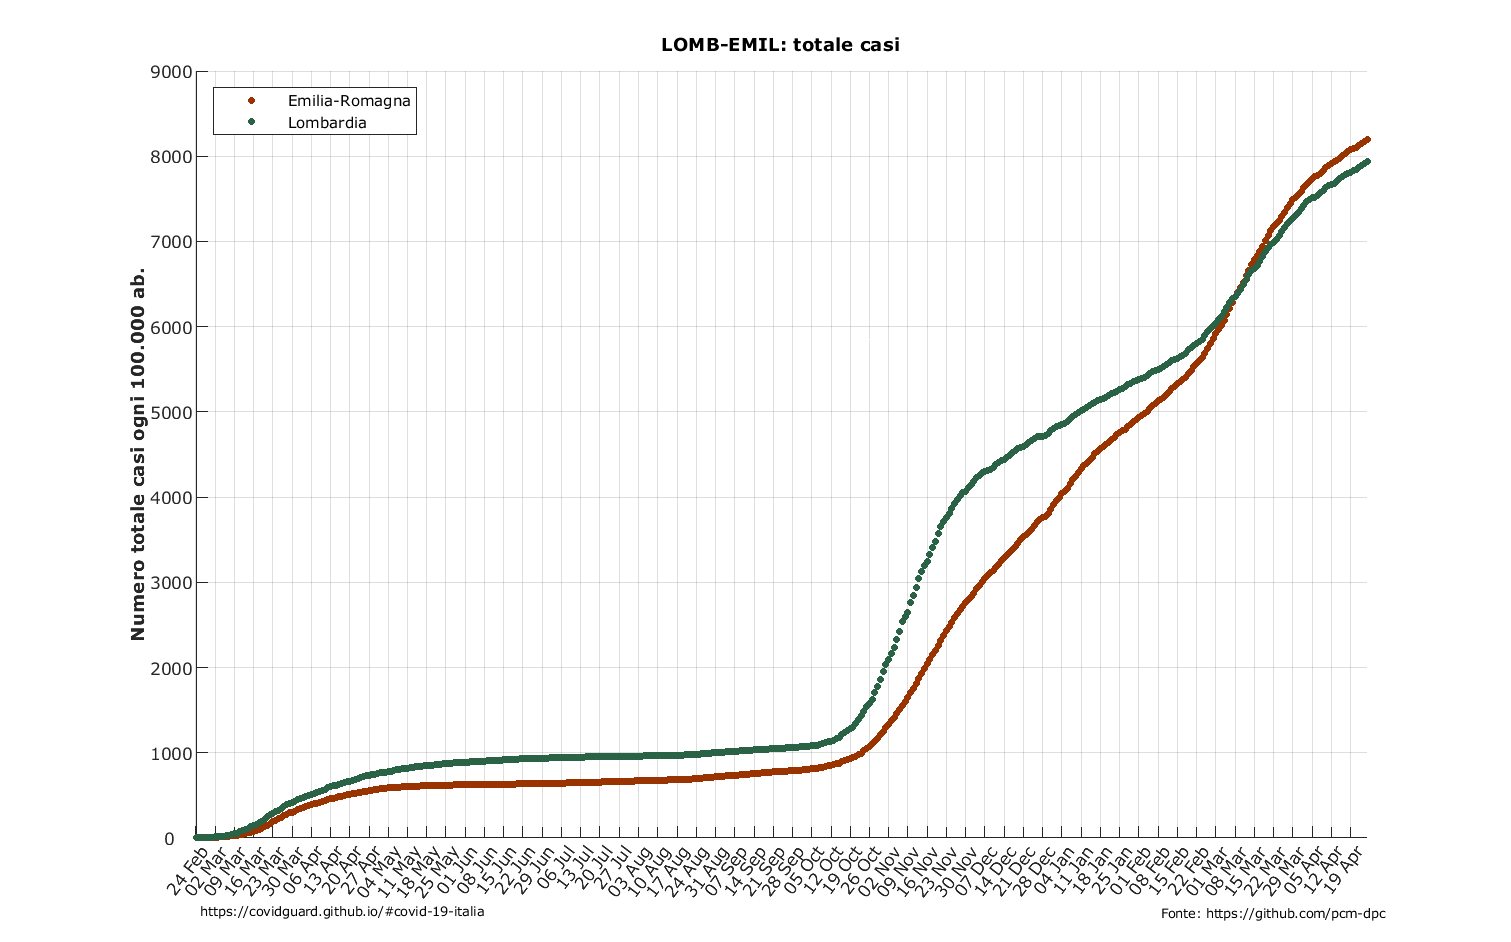 LOMB-EMIL: totale casi
Numero totale casi ogni 100.000 ab.
9000
8000
7000
6000
5000
4000
3000
2000
1000
0
Emilia-Romagna
Lombardia
24 Feb
02 Mar
09 Mar
16 Mar
23 Mar
30 Mar
06 Apr
13 Apr
20 Apr
27 Apr
04 May
11 May
18 May
25 May
01 Jun
08 Jun
15 Jun
22 Jun
29 Jun
06 Jul
13 Jul
20 Jul
27 Jul
03 Aug
10 Aug
17 Aug
24 Aug
31 Aug
07 Sep
14 Sep
21 Sep
28 Sep
05 Oct
12 Oct
19 Oct
26 Oct
02 Nov
09 Nov
16 Nov
23 Nov
30 Nov
07 Dec
14 Dec
21 Dec
28 Dec
04 Jan
11 Jan
18 Jan
25 Jan
01 Feb
08 Feb
15 Feb
22 Feb
01 Mar
08 Mar
15 Mar
22 Mar
29 Mar
05 Apr
12 Apr
19 Apr
https://covidguard.github.io/#covid-19-italia
Fonte: https://github.com/pcm-dpc